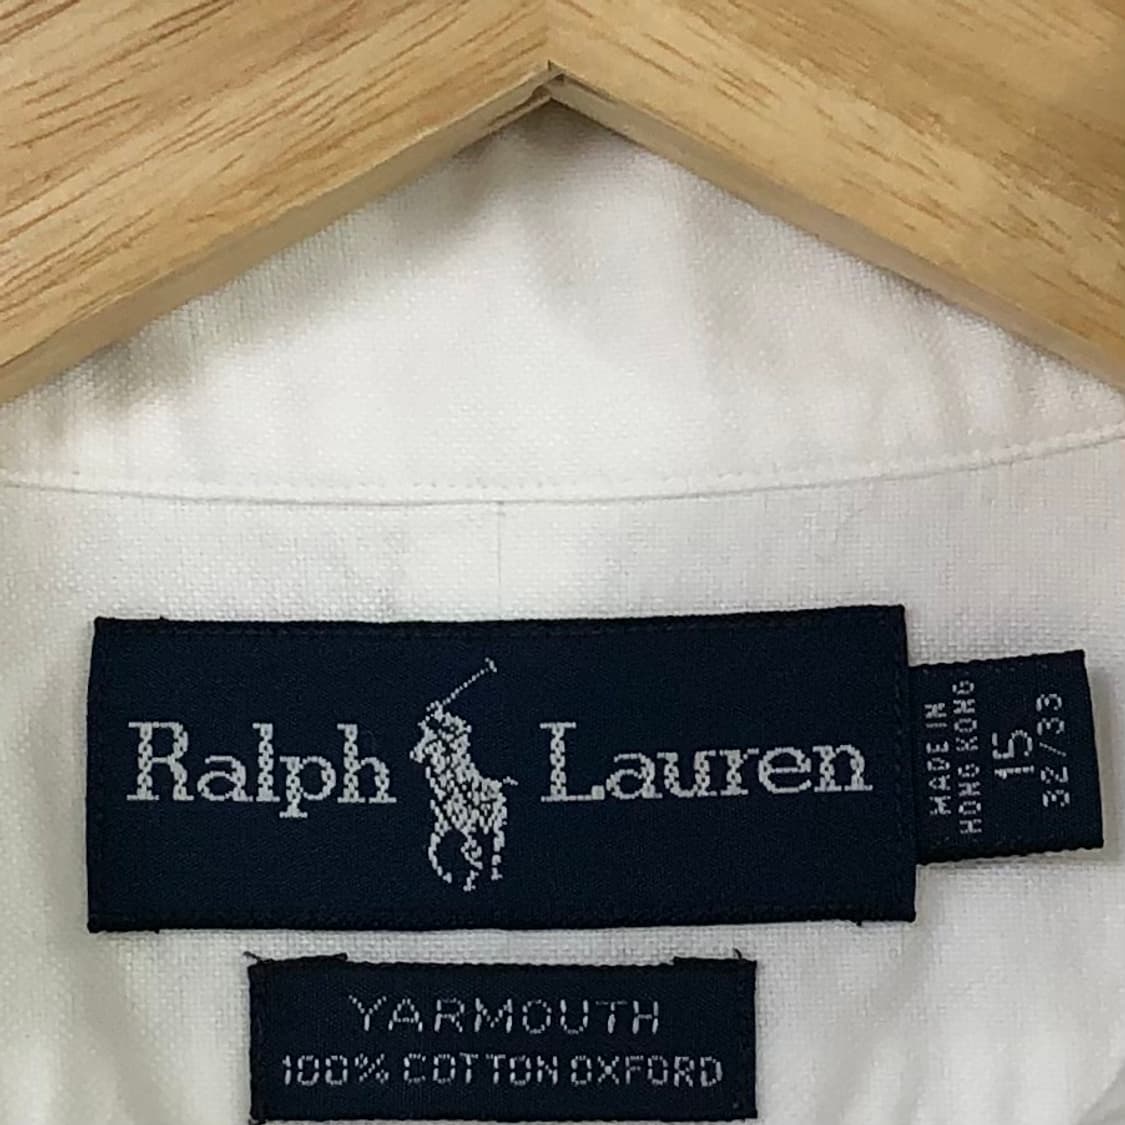 Ralph Lauren
MADE IN
HONG KONG
15
32/33
YARMOUTH
100% COTTON OXFORD